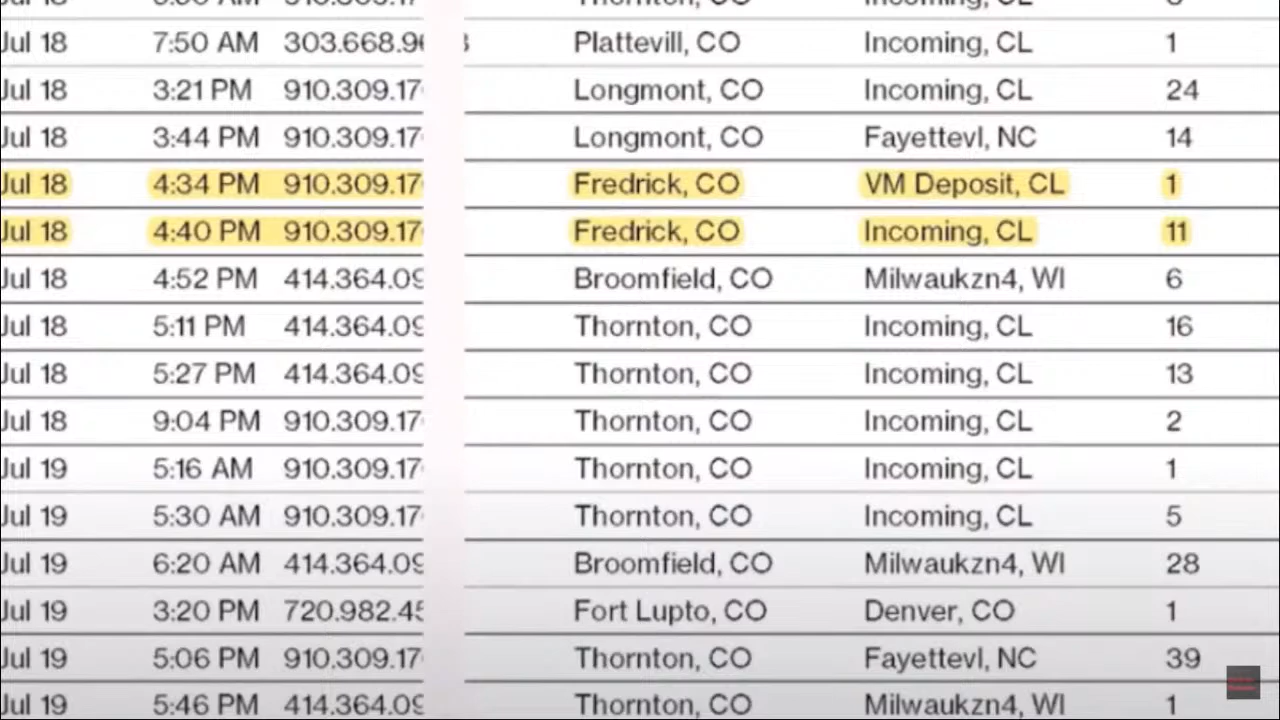 Jul 18 7:50 AM 303.668.9 Plattevill, CO Incoming, CL 1
Jul 18 3:21 PM 910.309.17 Longmont, CO Incoming, CL 24
Jul 18 3:44 PM 910.309.17 Longmont, CO Fayettevl, NC 14
Jul 18 4:34 PM 910.309.17 Fredrick, CO VM Deposit, CL 1
Jul 18 4:40 PM 910.309.17 Fredrick, CO Incoming, CL 11
Jul 18 4:52 PM 414.364.09 Broomfield, CO Milwaukzn4, WI 6
Jul 18 5:11 PM 414.364.09 Thornton, CO Incoming, CL 16
Jul 18 5:27 PM 414.364.09 Thornton, CO Incoming, CL 13
Jul 18 9:04 PM 910.309.17 Thornton, CO Incoming, CL 2
Jul 19 5:16 AM 910.309.17 Thornton, CO Incoming, CL 1
Jul 19 5:30 AM 910.309.17 Thornton, CO Incoming, CL 5
Jul 19 6:20 AM 414.364.09 Broomfield, CO Milwaukzn4, WI 28
Jul 19 3:20 PM 720.982.45 Fort Lupto, CO Denver, CO 1
Jul 19 5:06 PM 910.309.17 Thornton, CO Fayettevl, NC 39
Jul 19 5:46 PM 414.364.09 Thornton, CO Milwaukzn4, WI 1